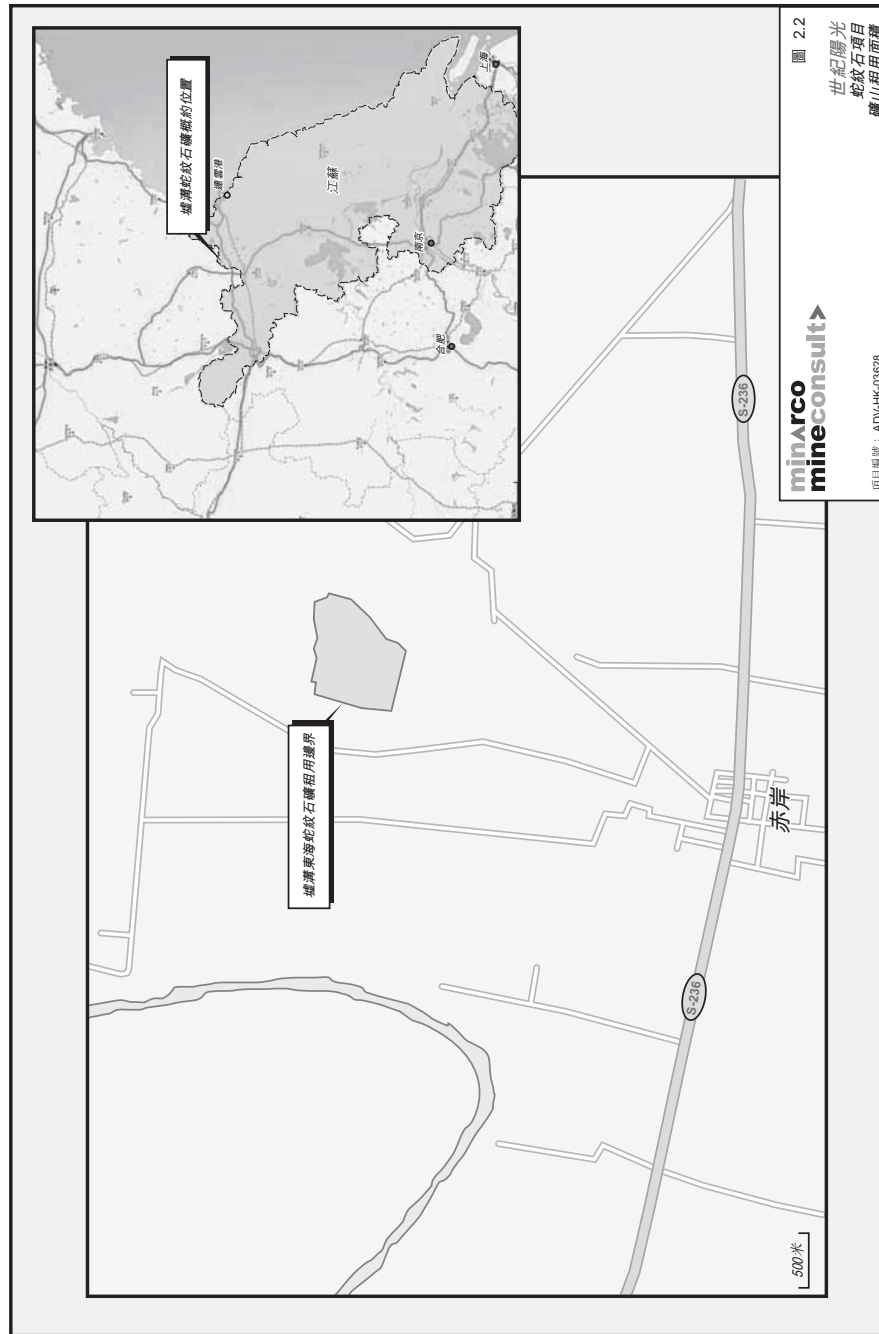 墟溝蛇紋石礦概約位置
連雲港
江蘇
上海
南京
合肥
墟溝東海蛇紋石礦租用邊界
S-236
S-236
赤岸
500米
minarco
mineconsult
圖 2.2
世紀陽光
蛇紋石項目
礦山租用面積
項目編號： ADV-HK-03628